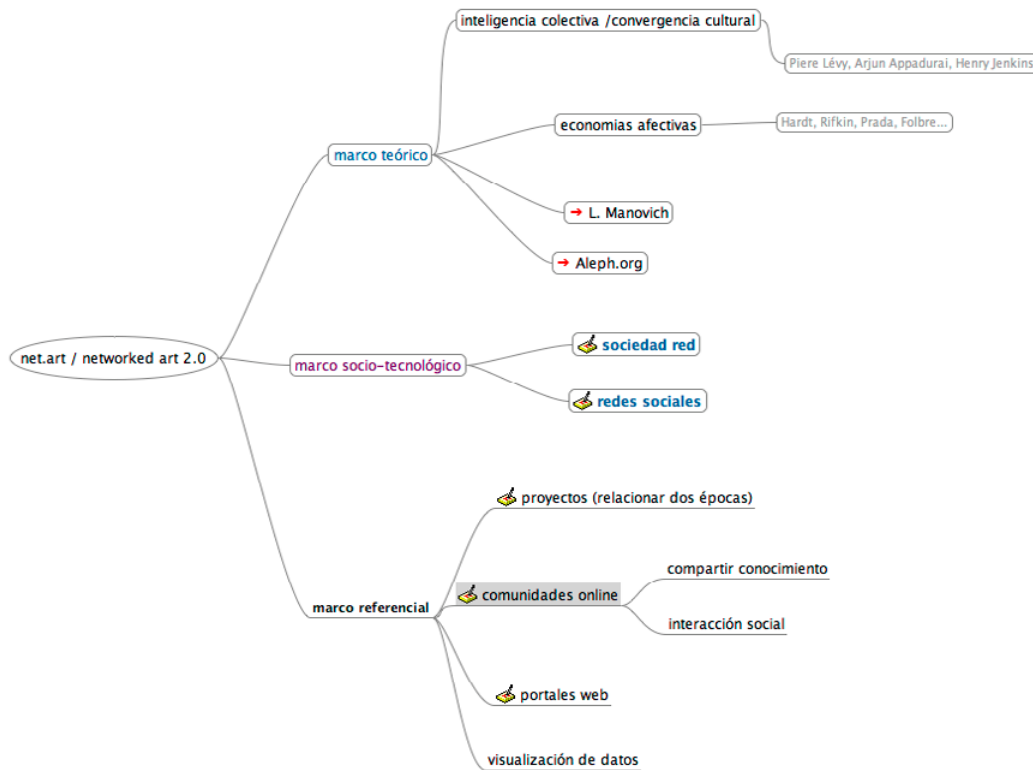 inteligencia colectiva /convergencia cultural
Piere Lévy, Arjun Appadurai, Henry Jenkins
economias afectivas
Hardt, Rifkin, Prada, Folbre...
marco teórico
L. Manovich
Aleph.org
net.art / networked art 2.0
marco socio-tecnológico
sociedad red
redes sociales
marco referencial
proyectos (relacionar dos épocas)
comunidades online
compartir conocimiento
interacción social
portales web
visualización de datos